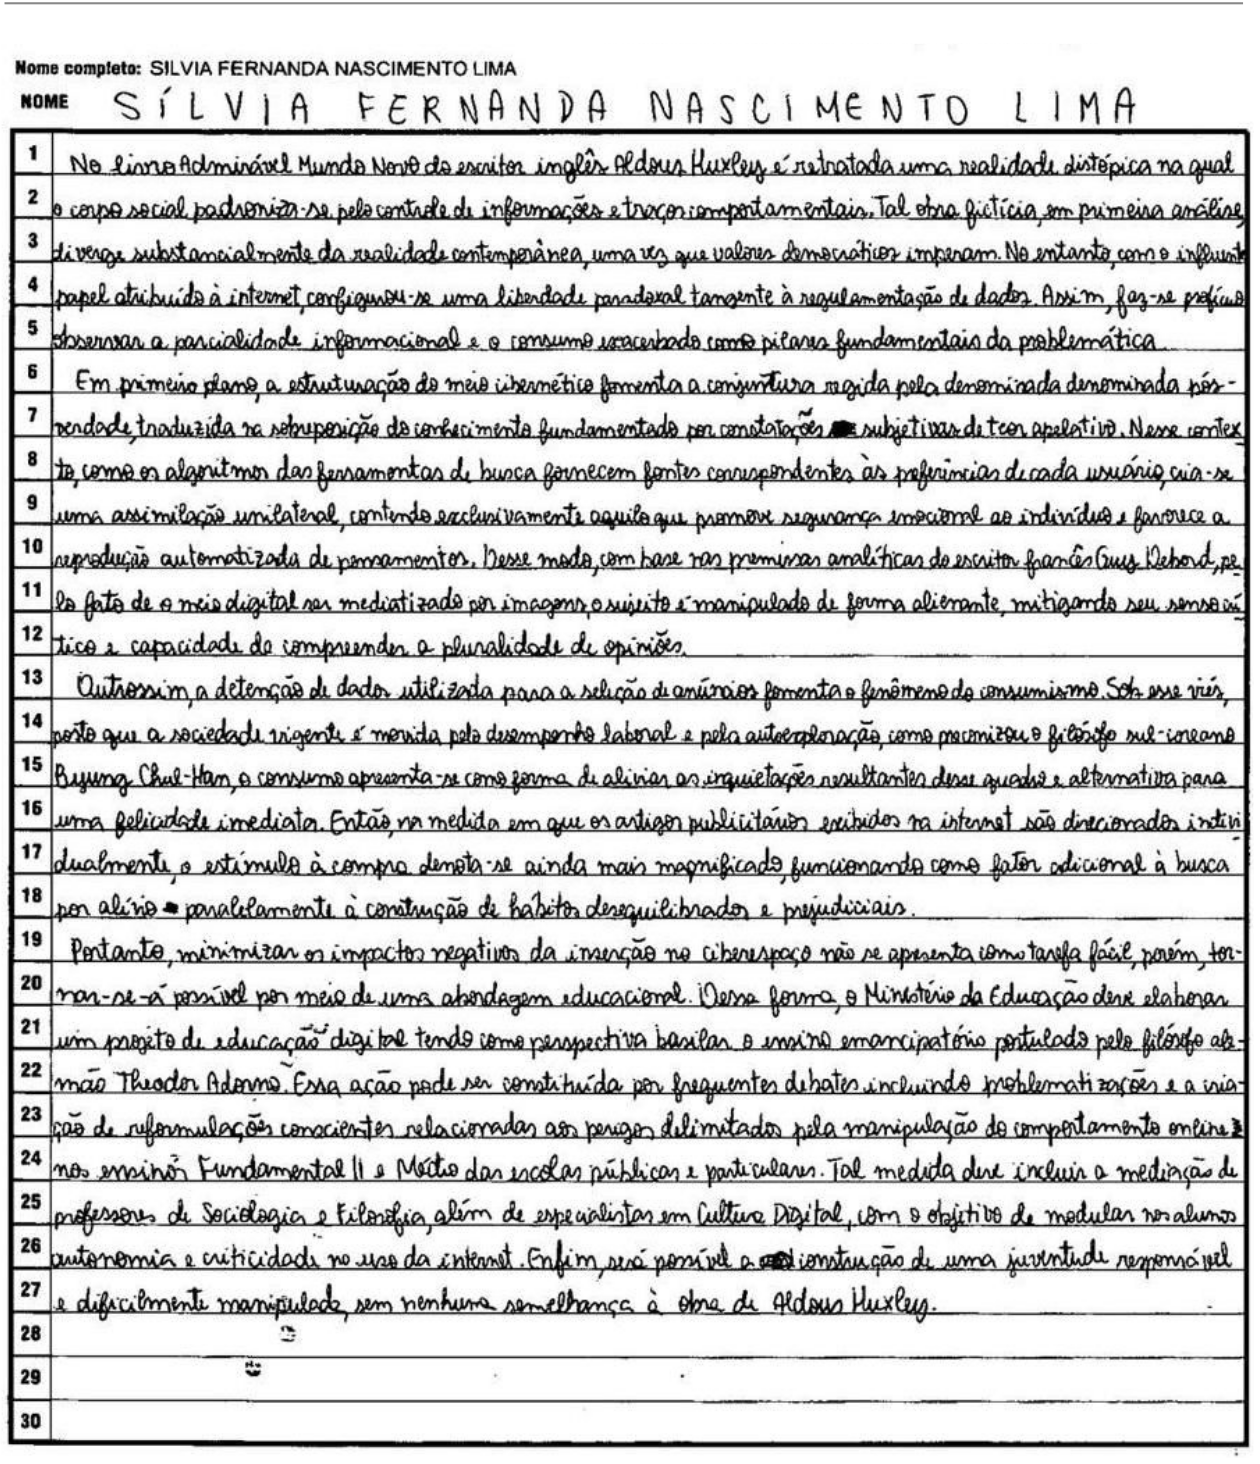 Nome completo: SILVIA FERNANDA NASCIMENTO LIMA
NOME SÍLVIA FERNANDA NASCIMENTO LIMA
1 No livro Admirável Mundo Novo do escritor inglês Aldous Huxley é retratada uma realidade distópica na qual
2 o corpo social padroniza-se pelo controle de informações e traços comportamentais. Tal obra fictícia, em primeira análise,
3 diverge substancialmente da realidade contemporânea, uma vez que valores democráticos imperam. No entanto, com o influente
4 papel atribuído à internet, configurou-se uma liberdade paradoxal tangente à regulamentação de dados. Assim, faz-se profícuo
5 observar a parcialidade informacional e o consumo exacerbado como pilares fundamentais da problemática.
6 Em primeiro plano, a estruturação do meio cibernético fomenta a conjuntura regida pela denominada denominada pós-
7 verdade, traduzida na sobreposição do conhecimento fundamentado por constatações subjetivas de teor apelativo. Nesse contex
8 to, como os algoritmos das ferramentas de busca fornecem fontes correspondentes às preferências de cada usuário, cria-se
9 uma assimilação unilateral, contendo exclusivamente aquilo que promove segurança emocional ao indivíduo e favorece a
10 reprodução automatizada de pensamentos. Desse modo, com base nas premissas analíticas do escritor francês Guy Debord, pe
11 lo fato de o meio digital ser mediatizado por imagens, o sujeito é manipulado de forma alienante, mitigando seu senso crí
12 tico e capacidade de compreender a pluralidade de opiniões.
13 Outrossim, a detenção de dados utilizada para a seleção de anúncios fomenta o fenômeno do consumismo. Sob esse viés,
14 posto que a sociedade vigente é movida pelo desempenho laboral e pela autoexploração, como preconizou o filósofo sul-coreano
15 Byung Chul-Han, o consumo apresenta-se como forma de aliviar as inquietações resultantes desse quadro e alternativa para
16 uma felicidade imediata. Então, na medida em que os artigos publicitários exibidos na internet são direcionados indivi
17 dualmente, o estímulo à compra denota-se ainda mais magnificado, funcionando como fator adicional à busca
18 por alívio paralelamente à construção de hábitos desequilibrados e prejudiciais.
19 Portanto, minimizar os impactos negativos da inserção no ciberespaço não se apresenta como tarefa fácil, porém, tor-
20 nar-se-á possível por meio de uma abordagem educacional. Dessa forma, o Ministério da Educação deve elaborar
21 um projeto de educação digital tendo como perspectiva basilar o ensino emancipatório postulado pelo filósofo ale-
22 mão Theodor Adorno. Essa ação pode ser constituída por frequentes debates, incluindo problematizações e a cria-
23 ção de reformulações conscientes relacionadas aos perigos delimitados pela manipulação do comportamento online
24 nos ensinos Fundamental II e Médio das escolas públicas e particulares. Tal medida deve incluir a mediação de
25 professores de Sociologia e Filosofia, além de especialistas em Cultura Digital, com o objetivo de modular nos alunos
26 autonomia e criticidade no uso da internet. Enfim, será possível a construção de uma juventude responsável
27 e dificilmente manipulada, sem nenhuma semelhança à obra de Aldous Huxley.
28
29
30